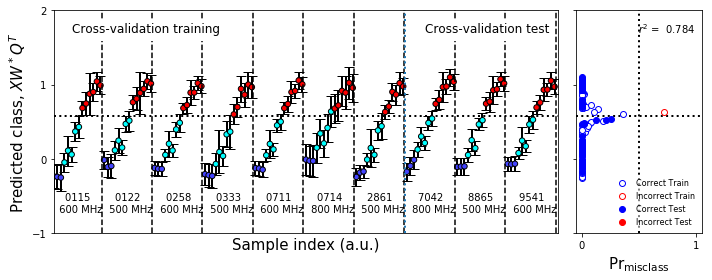 2
1
0
−1
Predicted class, XW*Qᵀ
Cross-validation training
Cross-validation test
0115
600 MHz
0122
500 MHz
0258
600 MHz
0333
500 MHz
0711
600 MHz
0714
800 MHz
2861
500 MHz
7042
800 MHz
8865
500 MHz
9541
600 MHz
Sample index (a.u.)
r² = 0.784
Correct Train
Incorrect Train
Correct Test
Incorrect Test
0
1
Pr_misclass